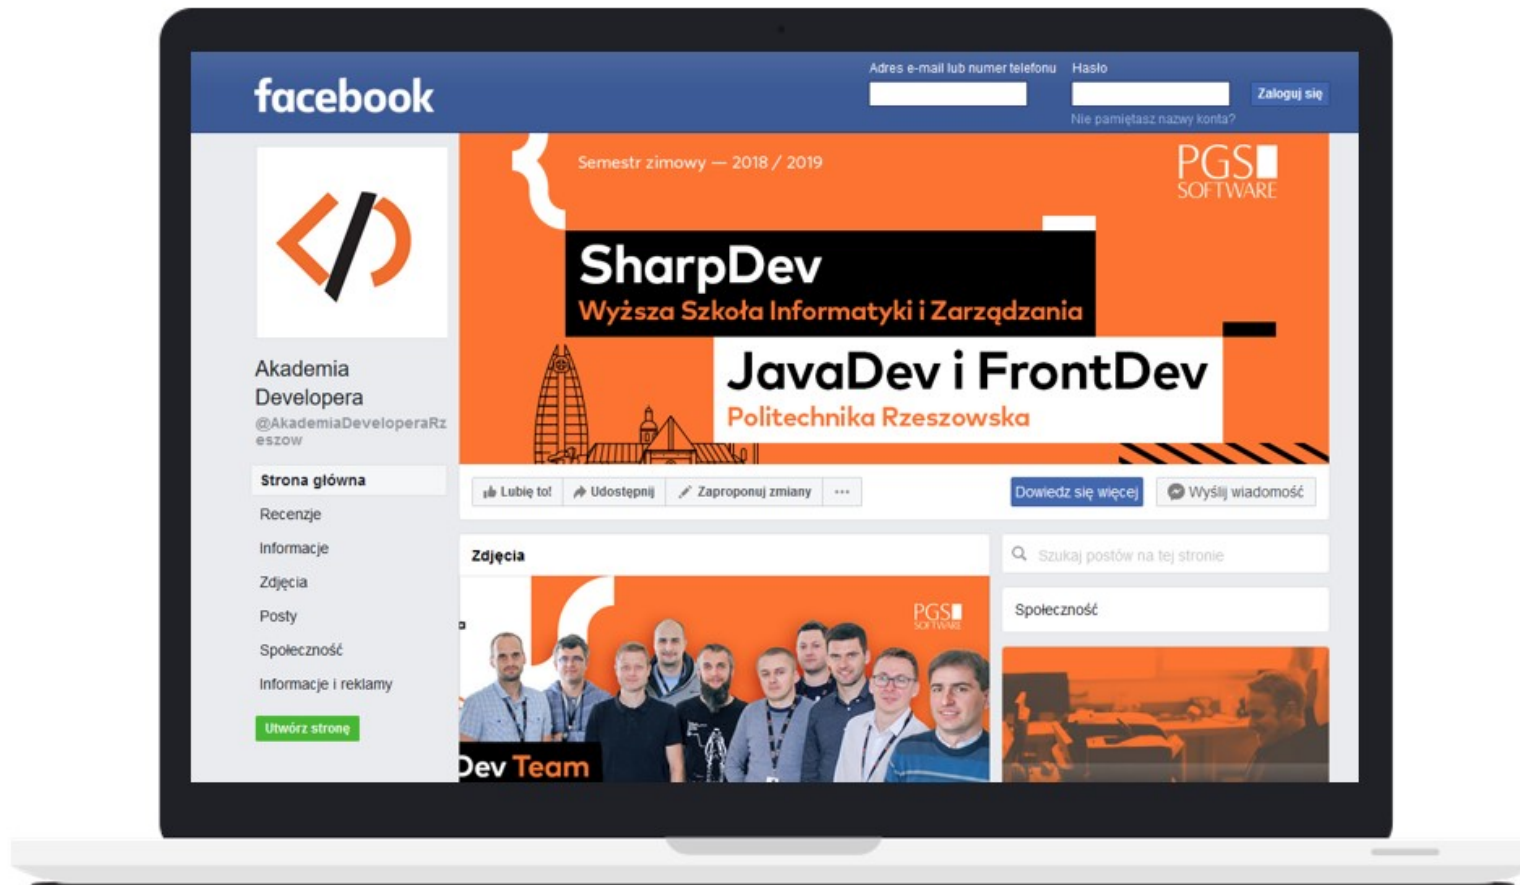 facebook
Adres e-mail lub numer telefonu
Hasło
Zaloguj się
Nie pamiętasz nazwy konta?
Semestr zimowy — 2018 / 2019
PGS
SOFTWARE
SharpDev
Wyższa Szkoła Informatyki i Zarządzania
JavaDev i FrontDev
Politechnika Rzeszowska
Akademia
Developera
@AkademiaDeveloperaRz
eszow
Strona główna
Recenzje
Informacje
Zdjęcia
Posty
Społeczność
Informacje i reklamy
Utwórz stronę
Lubię to!
Udostępnij
Zaproponuj zmiany
Dowiedz się więcej
Wyślij wiadomość
Zdjęcia
PGS
SOFTWARE
Dev Team
Szukaj postów na tej stronie
Społeczność